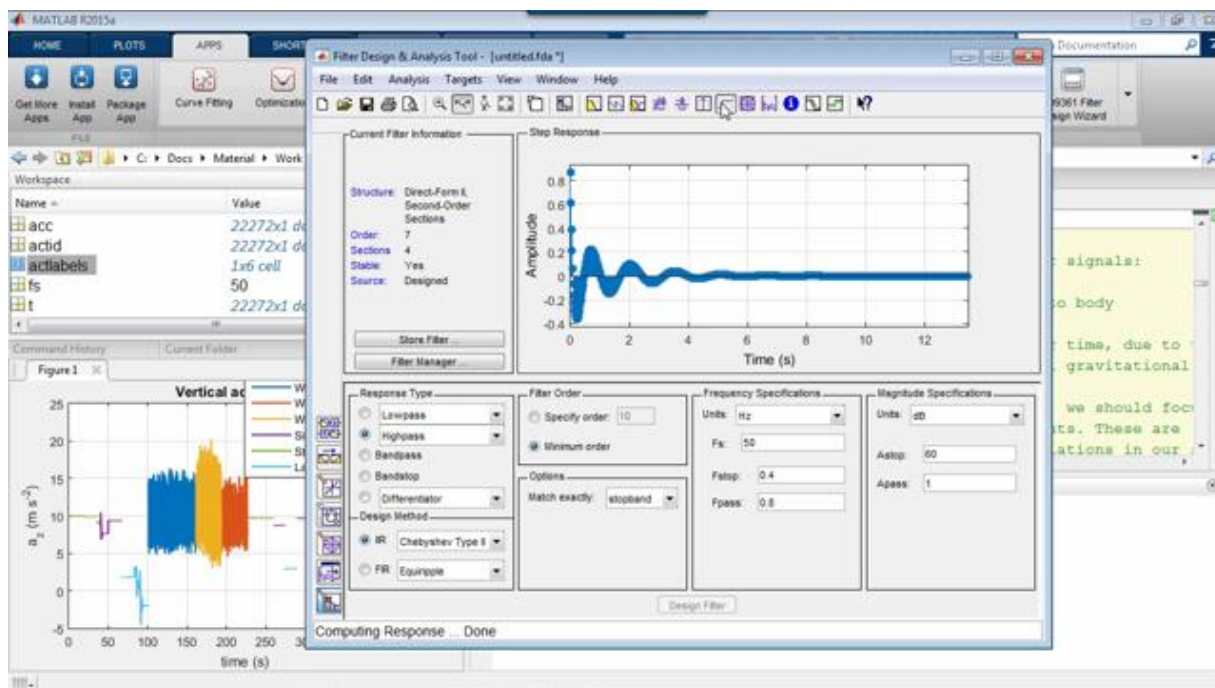 MATLAB R2015a
HOME PLOTS APPS
Documentation
Get More Apps
Install App
Package App
Curve Fitting
FILE
C: Docs Material Work
Workspace
Name Value
acc 22272x1
actid 22272x1
actlabels 1x6 cell
fs 50
t 22272x1
Command History Current Folder
Figure 1
Vertical
25
20
15
10
5
0
-5
a_z (m s^-2)
0 50 100 150 200 250
time (s)
Filter Design & Analysis Tool - [untitled.fda *]
File Edit Analysis Targets View Window Help
Current Filter Information
Structure: Direct-Form II, Second-Order Sections
Order: 7
Sections 4
Stable: Yes
Source: Designed
Store Filter ...
Filter Manager ...
Step Response
Amplitude
0.8
0.6
0.4
0.2
0
-0.2
-0.4
0 2 4 6 8 10 12
Time (s)
Response Type
Lowpass
Highpass
Bandpass
Bandstop
Differentiator
Design Method
IIR Chebyshev Type II
FIR Equiripple
Filter Order
Specify order: 10
Minimum order
Options
Match exactly: stopband
Frequency Specifications
Units: Hz
Fs: 50
Fstop: 0.4
Fpass: 0.8
Magnitude Specifications
Units: dB
Astop: 60
Apass: 1
Design Filter
Computing Response ... Done
9361 Filter
Wizard
signals:
body
time, due to
gravitational
we should
These are
in our